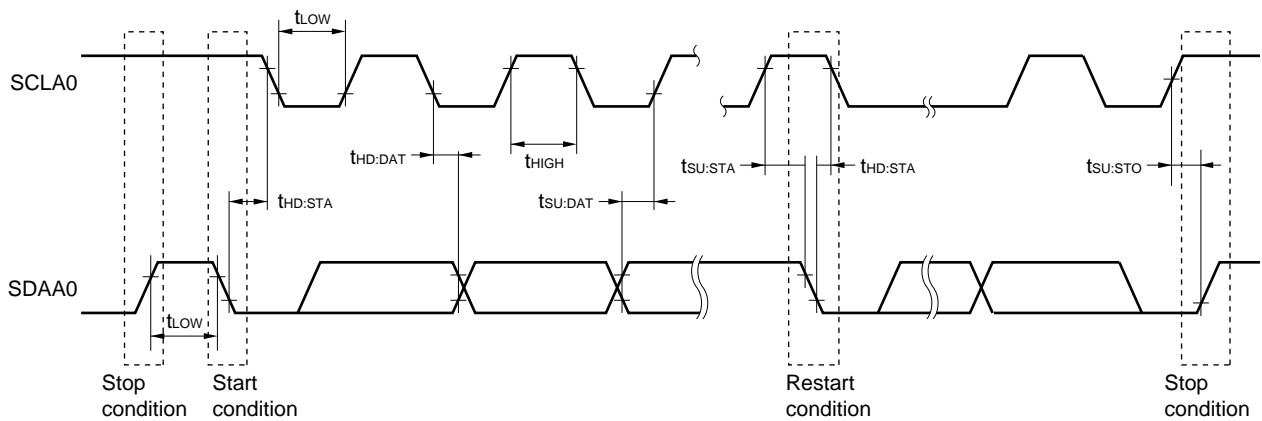 tLOW
SCLA0
tHD:DAT
tHIGH
tSU:STA
tHD:STA
tSU:STO
tHD:STA
tSU:DAT
SDAA0
tLOW
Stop
condition
Start
condition
Restart
condition
Stop
condition